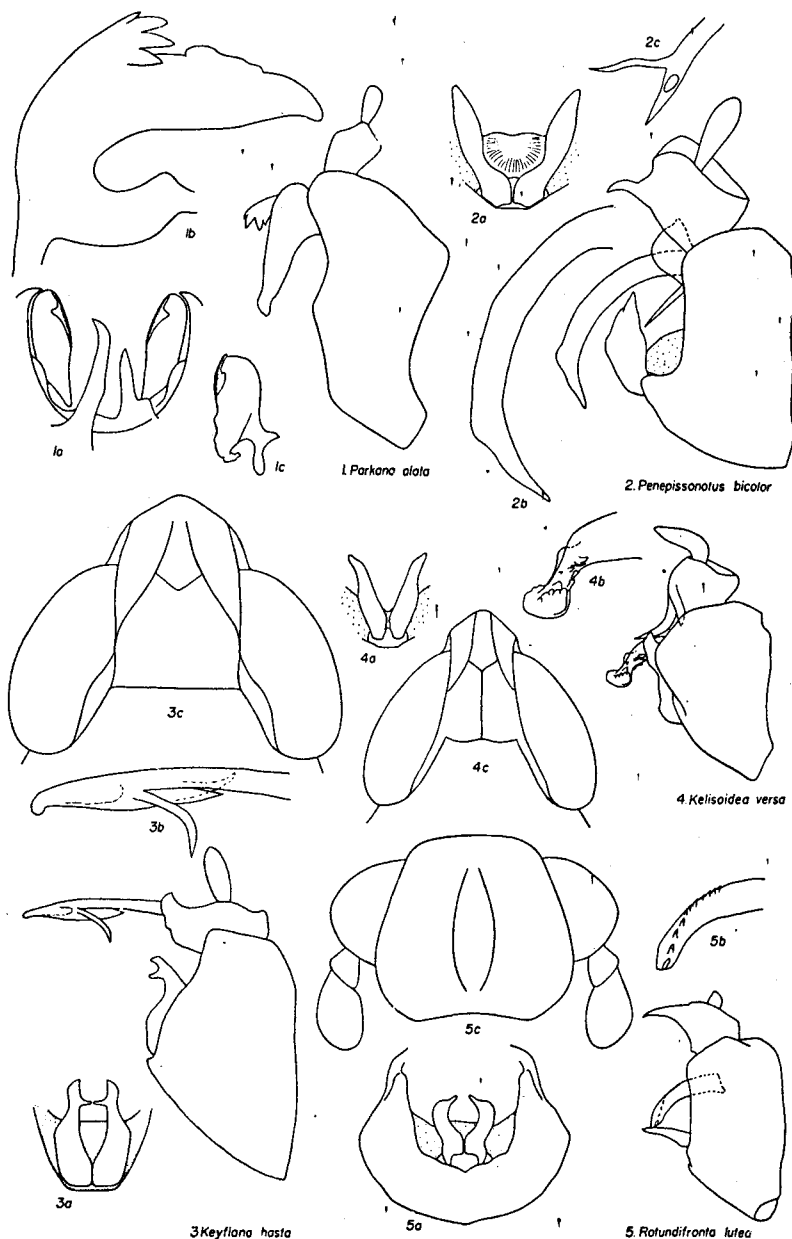 2c
1b
2a
1a
1c
1. Parkana alata
2b
2. Penepissonotus bicolor
3c
4a
4b
4c
4. Kelisoidea versa
3b
5b
5c
3a
5a
3 Keyflana hasta
5. Rotundifronta lutea